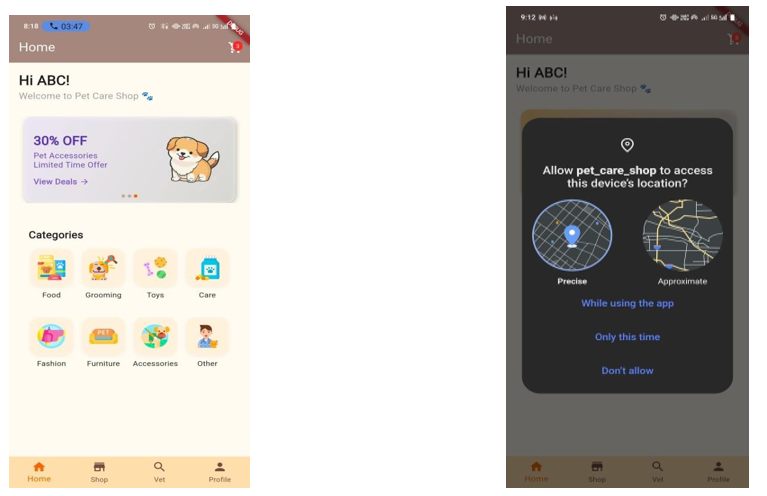 8:18 03:47
Home
Hi ABC!
Welcome to Pet Care Shop 🐾
30% OFF
Pet Accessories
Limited Time Offer
View Deals →
Categories
Food Grooming Toys Care
PET
Fashion Furniture Accessories Other
Home Shop Vet Profile
9:12
Home
Hi ABC!
Welcome to Pet Care Shop 🐾
Allow pet_care_shop to access
this device's location?
Precise Approximate
While using the app
Only this time
Don't allow
Home Shop Vet Profile